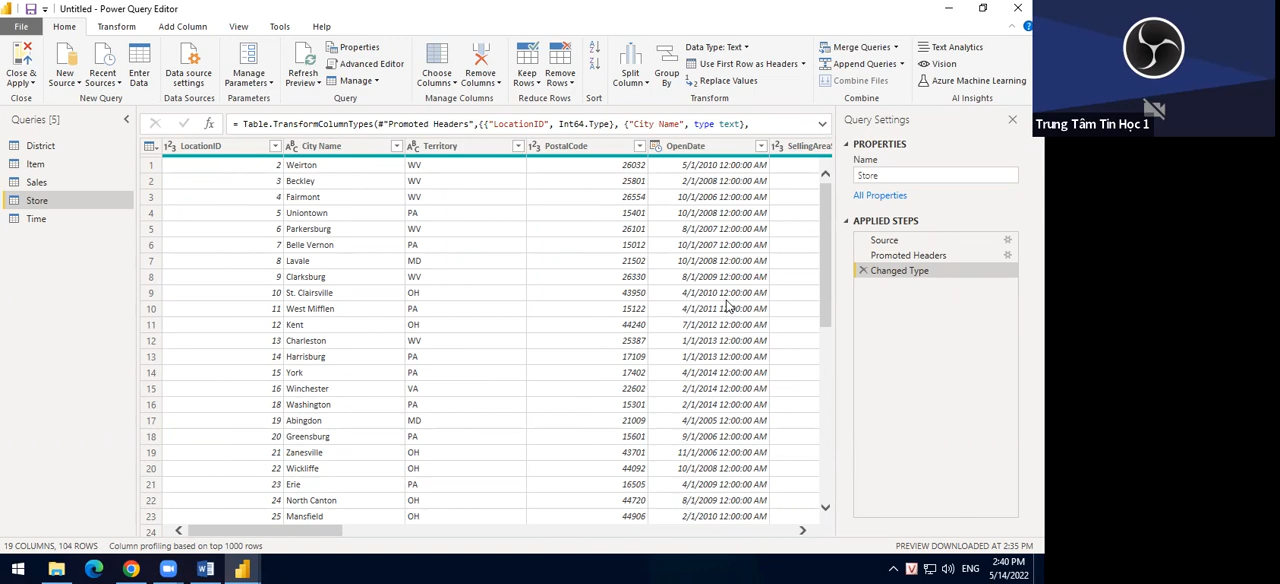 Untitled - Power Query Editor
File Home Transform Add Column View Tools Help
Close & Apply
New Source
Recent Sources
Enter Data
Data source settings
Manage Parameters
Refresh Preview
Properties
Advanced Editor
Manage
Choose Columns
Remove Columns
Keep Rows
Remove Rows
Split Column
Group By
Data Type: Text
Use First Row as Headers
Replace Values
Merge Queries
Append Queries
Combine Files
Text Analytics
Vision
Azure Machine Learning
Close New Query Data Sources Parameters Query Manage Columns Reduce Rows Sort Transform Combine AI Insights
Trung Tâm Tin Học 1
Queries [5]
District
Item
Sales
Store
Time
fx = Table.TransformColumnTypes(#"Promoted Headers",{{"LocationID", Int64.Type}, {"City Name", type text},
LocationID City Name Territory PostalCode OpenDate SellingAreaS
1 2 Weirton WV 26032 5/1/2010 12:00:00 AM
2 3 Beckley WV 25801 2/1/2008 12:00:00 AM
3 4 Fairmont WV 26554 10/1/2006 12:00:00 AM
4 5 Uniontown PA 15401 10/1/2008 12:00:00 AM
5 6 Parkersburg WV 26101 8/1/2007 12:00:00 AM
6 7 Belle Vernon PA 15012 10/1/2007 12:00:00 AM
7 8 Lavale MD 21502 10/1/2008 12:00:00 AM
8 9 Clarksburg WV 26330 8/1/2009 12:00:00 AM
9 10 St. Clairsville OH 43950 4/1/2010 12:00:00 AM
10 11 West Mifflen PA 15122 4/1/2011 12:00:00 AM
11 12 Kent OH 44240 7/1/2012 12:00:00 AM
12 13 Charleston WV 25387 1/1/2013 12:00:00 AM
13 14 Harrisburg PA 17109 1/1/2013 12:00:00 AM
14 15 York PA 17402 4/1/2014 12:00:00 AM
15 16 Winchester VA 22602 2/1/2014 12:00:00 AM
16 18 Washington PA 15301 2/1/2014 12:00:00 AM
17 19 Abingdon MD 21009 4/1/2005 12:00:00 AM
18 20 Greensburg PA 15601 9/1/2006 12:00:00 AM
19 21 Zanesville OH 43701 11/1/2006 12:00:00 AM
20 22 Wickliffe OH 44092 10/1/2008 12:00:00 AM
21 23 Erie PA 16505 4/1/2009 12:00:00 AM
22 24 North Canton OH 44720 8/1/2009 12:00:00 AM
23 25 Mansfield OH 44906 2/1/2010 12:00:00 AM
24
Query Settings
PROPERTIES
Name
Store
All Properties
APPLIED STEPS
Source
Promoted Headers
Changed Type
19 COLUMNS, 104 ROWS Column profiling based on top 1000 rows PREVIEW DOWNLOADED AT 2:35 PM
ENG
2:40 PM
5/14/2022